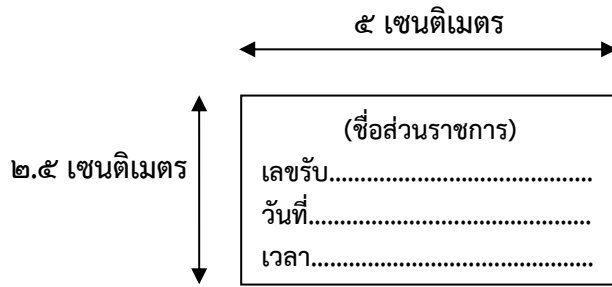 ๕ เซนติเมตร
๒.๕ เซนติเมตร
(ชื่อส่วนราชการ)
เลขรับ............................................
วันที่...............................................
เวลา...............................................